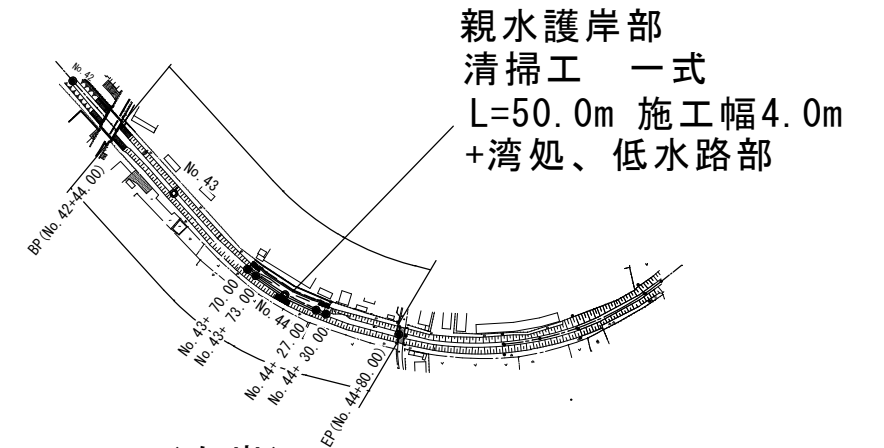 親水護岸部
清掃工　一式
L=50.0m 施工幅4.0m
+湾処、低水路部
No. 42
No. 43
BP(No. 42+44. 00)
No. 43+ 70. 00
No. 43+ 73. 00
No. 44
No. 44+ 27. 00
No. 44+ 30. 00
EP(No. 44+80. 00)